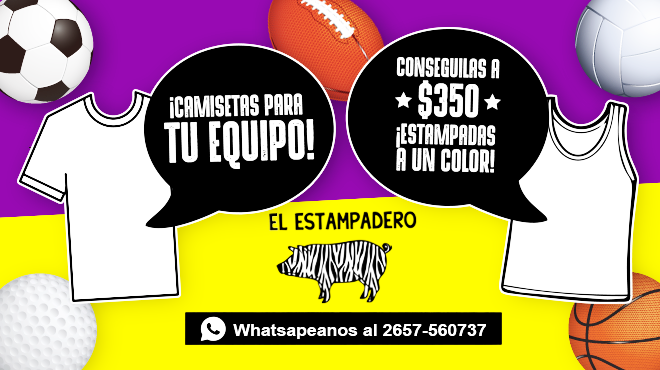 ¡CAMISETAS PARA
TU EQUIPO!
CONSEGUILAS A
$350
¡ESTAMPADAS
A UN COLOR!
EL ESTAMPADERO
Whatsapeanos al 2657-560737